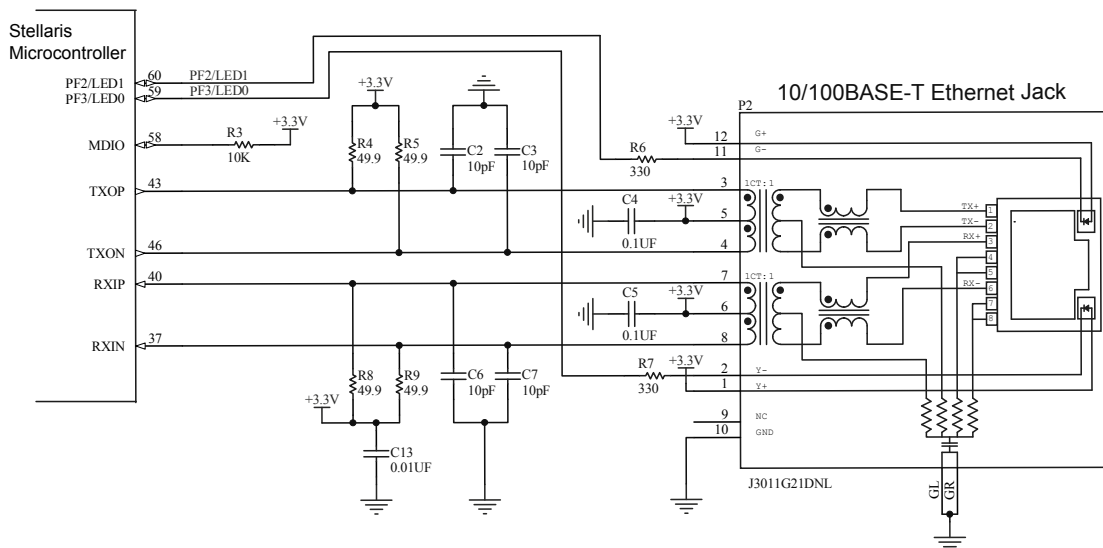 Stellaris
Microcontroller
10/100BASE-T Ethernet Jack
P2
PF2/LED1
60
PF2/LED1
PF3/LED0
59
PF3/LED0
MDIO
58
R3
10K
+3.3V
TXOP
43
TXON
46
RXIP
40
RXIN
37
+3.3V
R4
49.9
R5
49.9
C2
10pF
C3
10pF
R6
330
+3.3V
12
G+
11
G-
3
1CT:1
C4
0.1UF
+3.3V
5
4
7
1CT:1
C5
0.1UF
+3.3V
6
8
R7
330
+3.3V
2
Y-
1
Y+
9
NC
10
GND
TX+
1
TX-
2
RX+
3
4
5
RX-
6
7
8
R8
49.9
R9
49.9
+3.3V
C6
10pF
C7
10pF
C13
0.01UF
J3011G21DNL
GL
GR